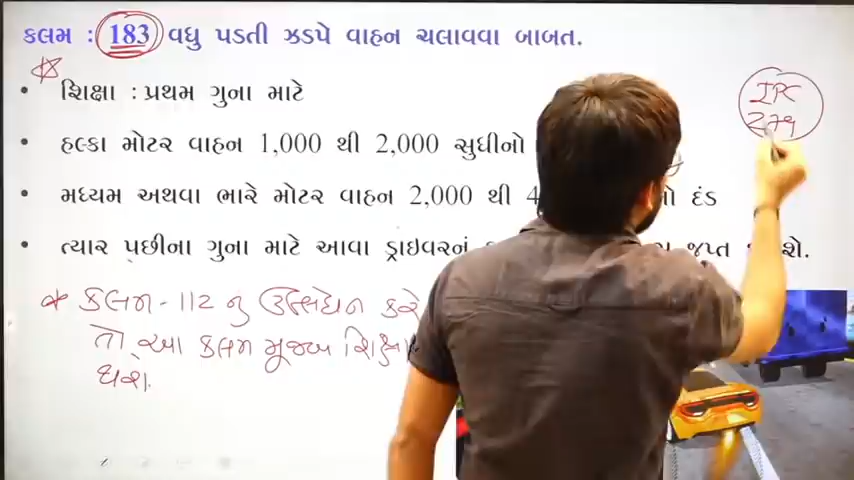 કલમ : 183 વધુ પડતી ઝડપે વાહન ચલાવવા બાબત.
IPC
279
• શિક્ષા : પ્રથમ ગુના માટે
• હલ્કા મોટર વાહન 1,000 થી 2,000 સુધીનો
• મધ્યમ અથવા ભારે મોટર વાહન 2,000 થી 4 દંડ
• ત્યાર પછીના ગુના માટે આવા ડ્રાઇવરનું જપ્ત
* કલમ - 112 નુ ઉલ્લંઘન કરે
તો આ કલમ મૂજબ શિક્ષા
થશે.